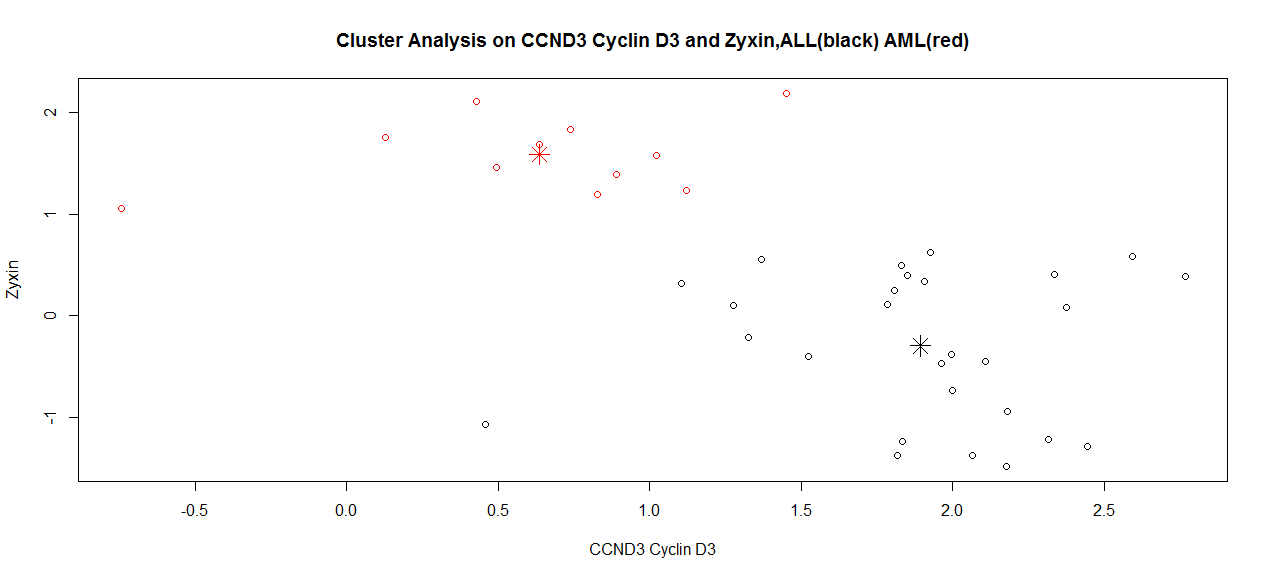 Cluster Analysis on CCND3 Cyclin D3 and Zyxin,ALL(black) AML(red)
2
1
0
-1
Zyxin
-0.5 0.0 0.5 1.0 1.5 2.0 2.5
CCND3 Cyclin D3